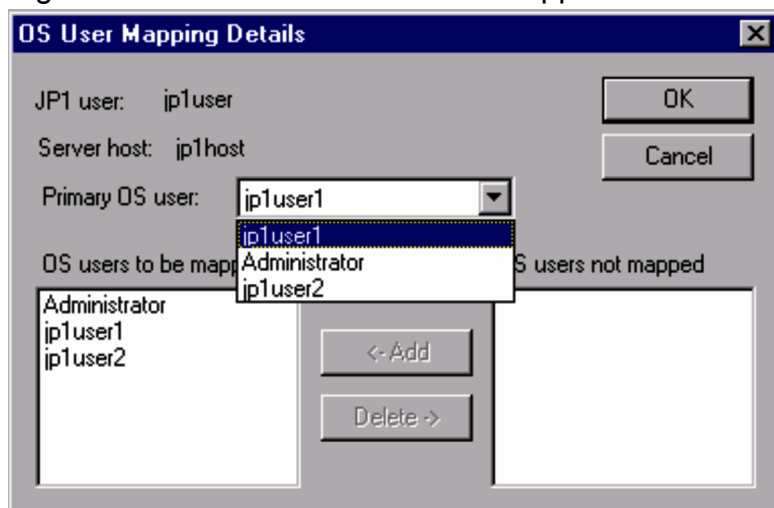 OS User Mapping Details
JP1 user: jp1user
OK
Server host: jp1host
Cancel
Primary OS user: jp1user1
jp1user1
Administrator
jp1user2
OS users to be
users not mapped
Administrator
jp1user1
jp1user2
<- Add
Delete ->